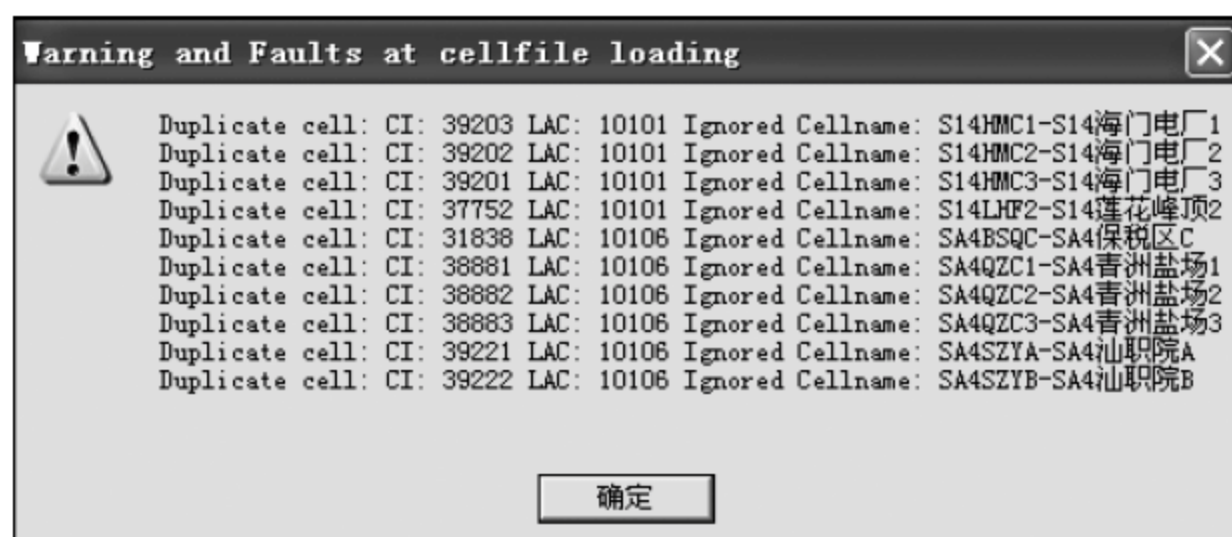 Warning and Faults at cellfile loading
Duplicate cell: CI: 39203 LAC: 10101 Ignored Cellname: S14HMC1-S14海门电厂1
Duplicate cell: CI: 39202 LAC: 10101 Ignored Cellname: S14HMC2-S14海门电厂2
Duplicate cell: CI: 39201 LAC: 10101 Ignored Cellname: S14HMC3-S14海门电厂3
Duplicate cell: CI: 37752 LAC: 10101 Ignored Cellname: S14LHF2-S14莲花峰顶2
Duplicate cell: CI: 31838 LAC: 10106 Ignored Cellname: SA4BSQC-SA4保税区C
Duplicate cell: CI: 38881 LAC: 10106 Ignored Cellname: SA4QZC1-SA4青洲盐场1
Duplicate cell: CI: 38882 LAC: 10106 Ignored Cellname: SA4QZC2-SA4青洲盐场2
Duplicate cell: CI: 38883 LAC: 10106 Ignored Cellname: SA4QZC3-SA4青洲盐场3
Duplicate cell: CI: 39221 LAC: 10106 Ignored Cellname: SA4SZYA-SA4汕职院A
Duplicate cell: CI: 39222 LAC: 10106 Ignored Cellname: SA4SZYB-SA4汕职院B
确定